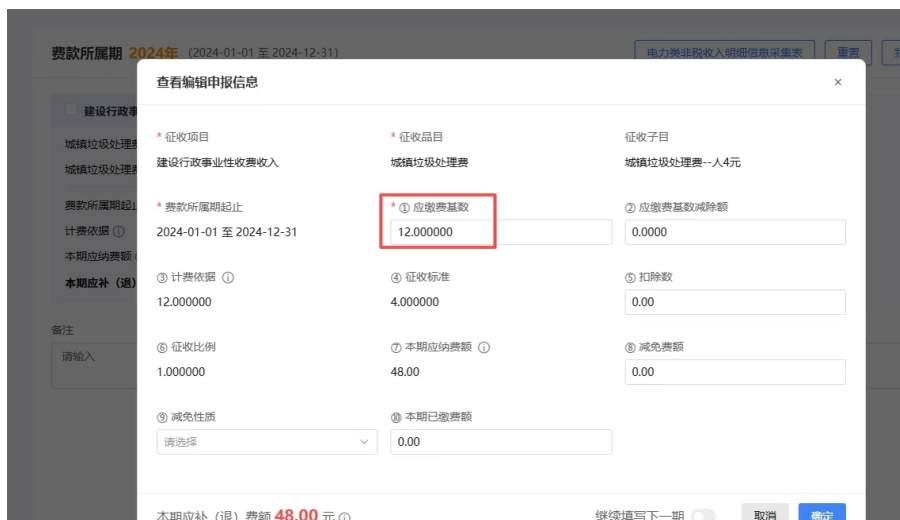 费款所属期 2024年 (2024-01-01 至 2024-12-31)
电力类非税收入明细信息采集表 重置
查看编辑申报信息 ×
建设行政事
城镇垃圾处理费
城镇垃圾处理费
费款所属期起止
计费依据 ⓘ
本期应纳费额
本期应补（退）
备注
请输入
* 征收项目 * 征收品目 征收子目
建设行政事业性收费收入 城镇垃圾处理费 城镇垃圾处理费--人4元
* 费款所属期起止 * ① 应缴费基数 ② 应缴费基数减除额
2024-01-01 至 2024-12-31 12.000000 0.0000
③ 计费依据 ⓘ ④ 征收标准 ⑤ 扣除数
12.000000 4.000000 0.00
⑥ 征收比例 ⑦ 本期应纳费额 ⓘ ⑧ 减免费额
1.000000 48.00 0.00
⑨ 减免性质 ⑩ 本期已缴费额
请选择 0.00
本期应补（退）费额 48.00 元 ⓘ 继续填写下一期 取消 确定